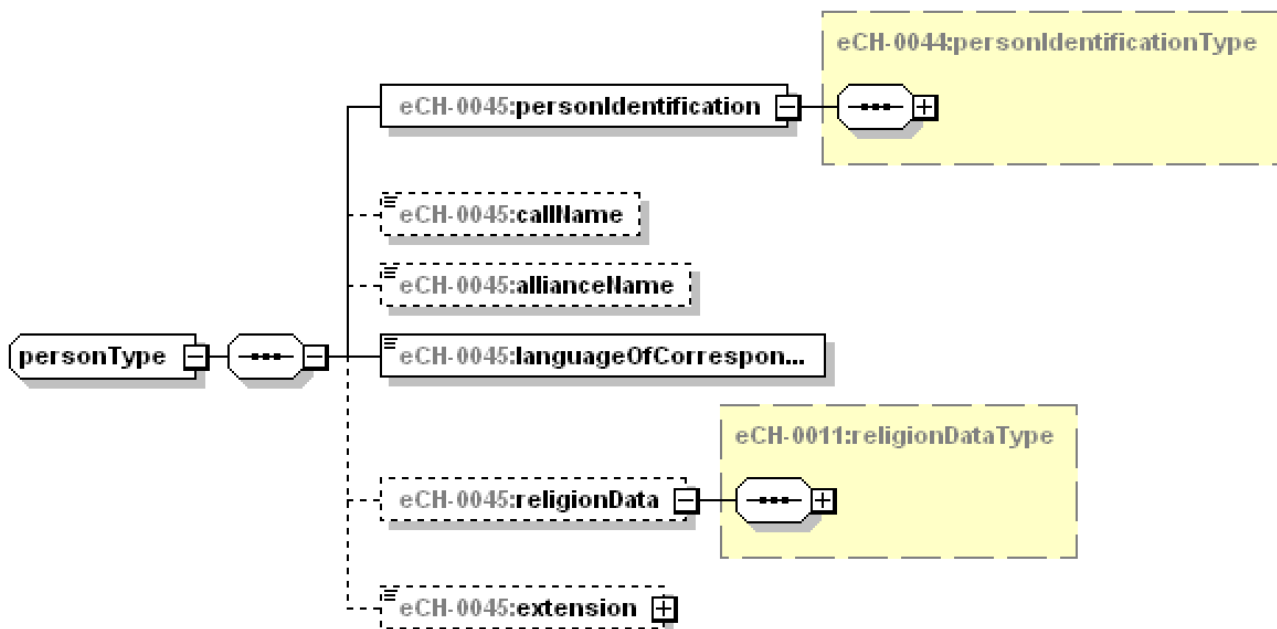 eCH-0044:personIdentificationType
eCH-0045:personIdentification
eCH-0045:callName
eCH-0045:allianceName
personType
eCH-0045:languageOfCorrespon...
eCH-0011:religionDataType
eCH-0045:religionData
eCH-0045:extension